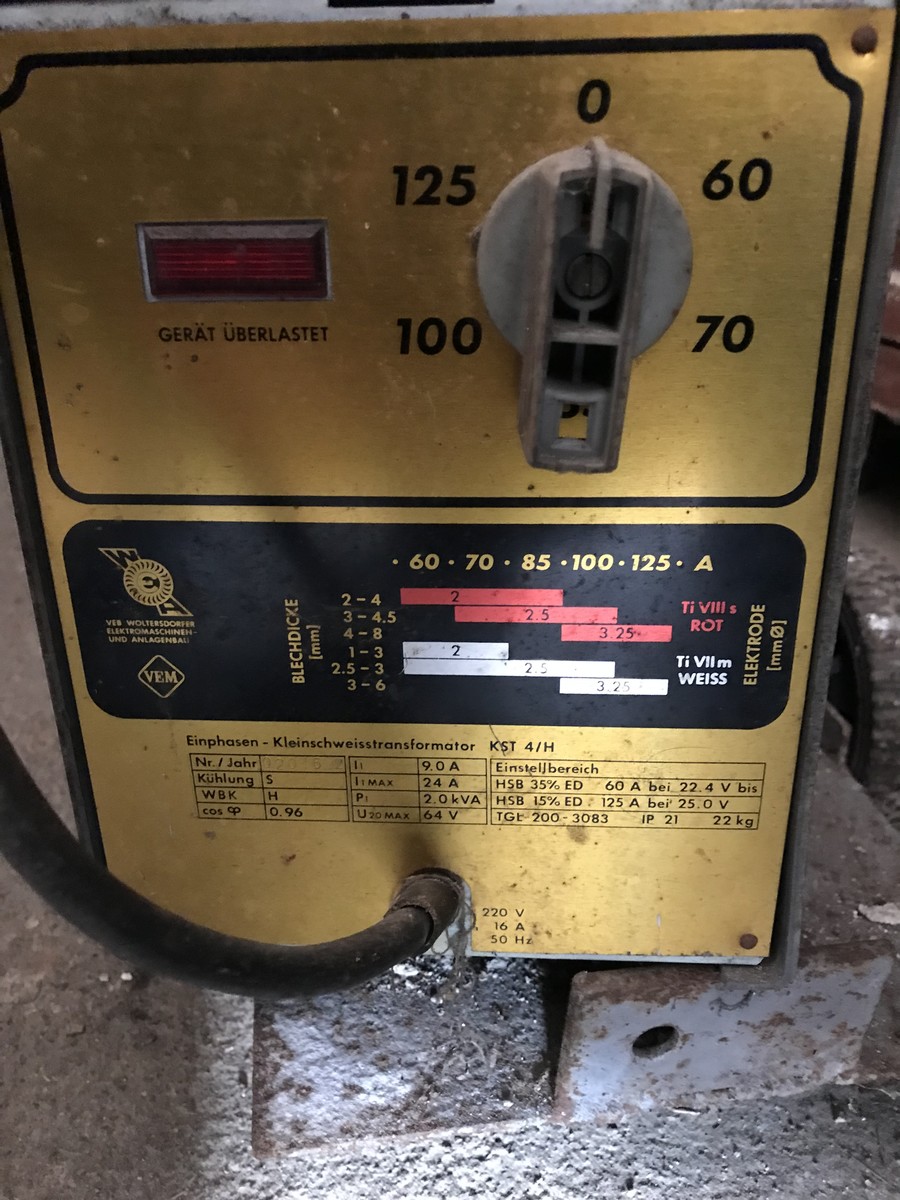 0
125
60
100
70
GERÄT ÜBERLASTET
· 60 · 70 · 85 · 100 · 125 · A
VEB WOLTERSDORFER
ELEKTROMASCHINEN-
UND ANLAGENBAU
VEM
BLECHDICKE
[mm]
2-4 2
3-4.5 2.5
4-8 3.25
1-3 2
2.5-3 2.5
3-6 3.25
Ti VIII s
ROT
Ti VII m
WEISS
ELEKTRODE
[mm Ø]
Einphasen - Kleinschweisstransformator KST 4/H
Nr./Jahr
Kühlung S
WBK H
cos φ 0.96
I1 9.0 A
I1 MAX 24 A
P1 2.0 kVA
U20 MAX 64 V
Einstellbereich
HSB 35% ED 60 A bei 22.4 V bis
HSB 15% ED 125 A bei 25.0 V
TGL 200-3083 IP 21 22 kg
220 V
16 A
50 Hz